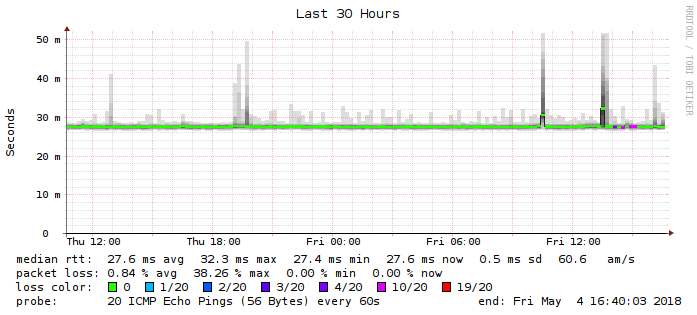 Last 30 Hours
RRDTOOL / TOBI OETIKER
Seconds
50 m
40 m
30 m
20 m
10 m
0
Thu 12:00 Thu 18:00 Fri 00:00 Fri 06:00 Fri 12:00
median rtt: 27.6 ms avg 32.3 ms max 27.4 ms min 27.6 ms now 0.5 ms sd 60.6 am/s
packet loss: 0.84 % avg 38.26 % max 0.00 % min 0.00 % now
loss color: 0 1/20 2/20 3/20 4/20 10/20 19/20
probe: 20 ICMP Echo Pings (56 Bytes) every 60s end: Fri May 4 16:40:03 2018